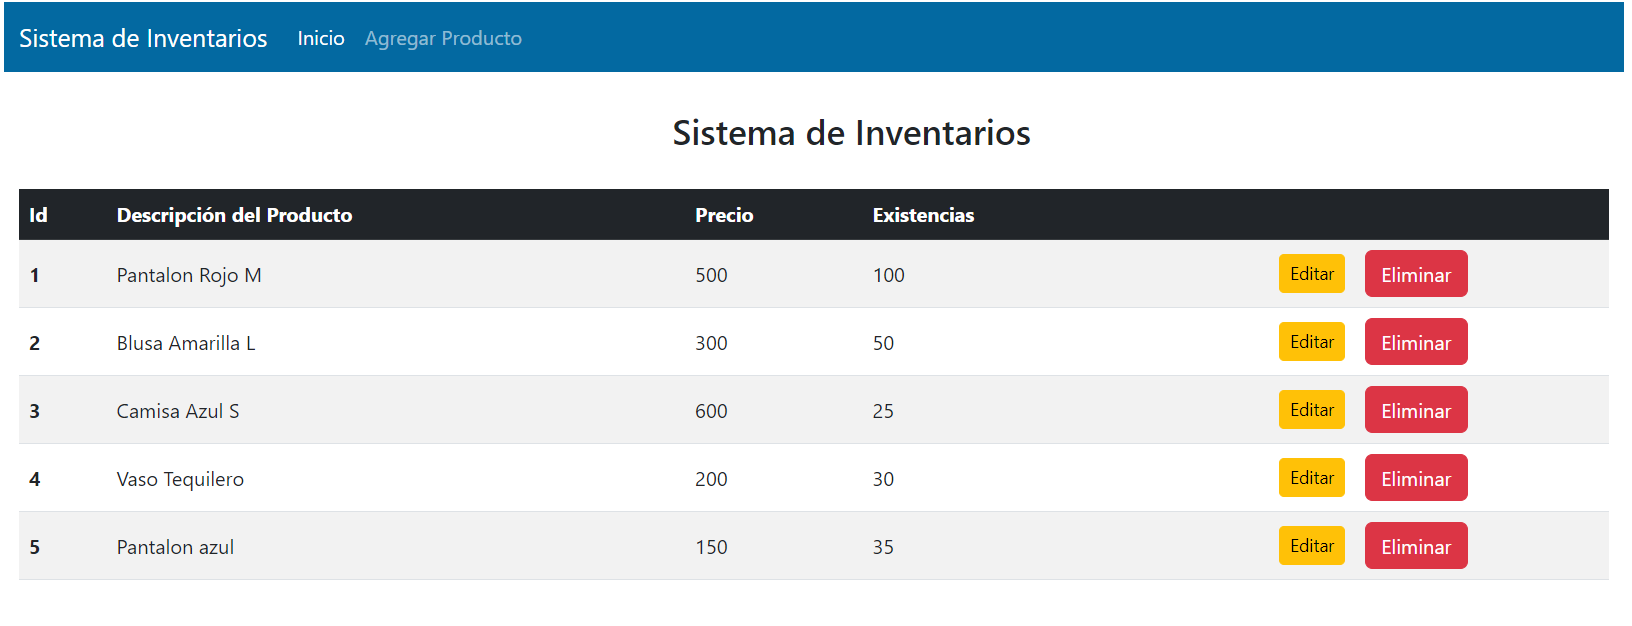 Sistema de Inventarios Inicio Agregar Producto
Sistema de Inventarios
Id Descripción del Producto Precio Existencias
1 Pantalon Rojo M 500 100 Editar Eliminar
2 Blusa Amarilla L 300 50 Editar Eliminar
3 Camisa Azul S 600 25 Editar Eliminar
4 Vaso Tequilero 200 30 Editar Eliminar
5 Pantalon azul 150 35 Editar Eliminar